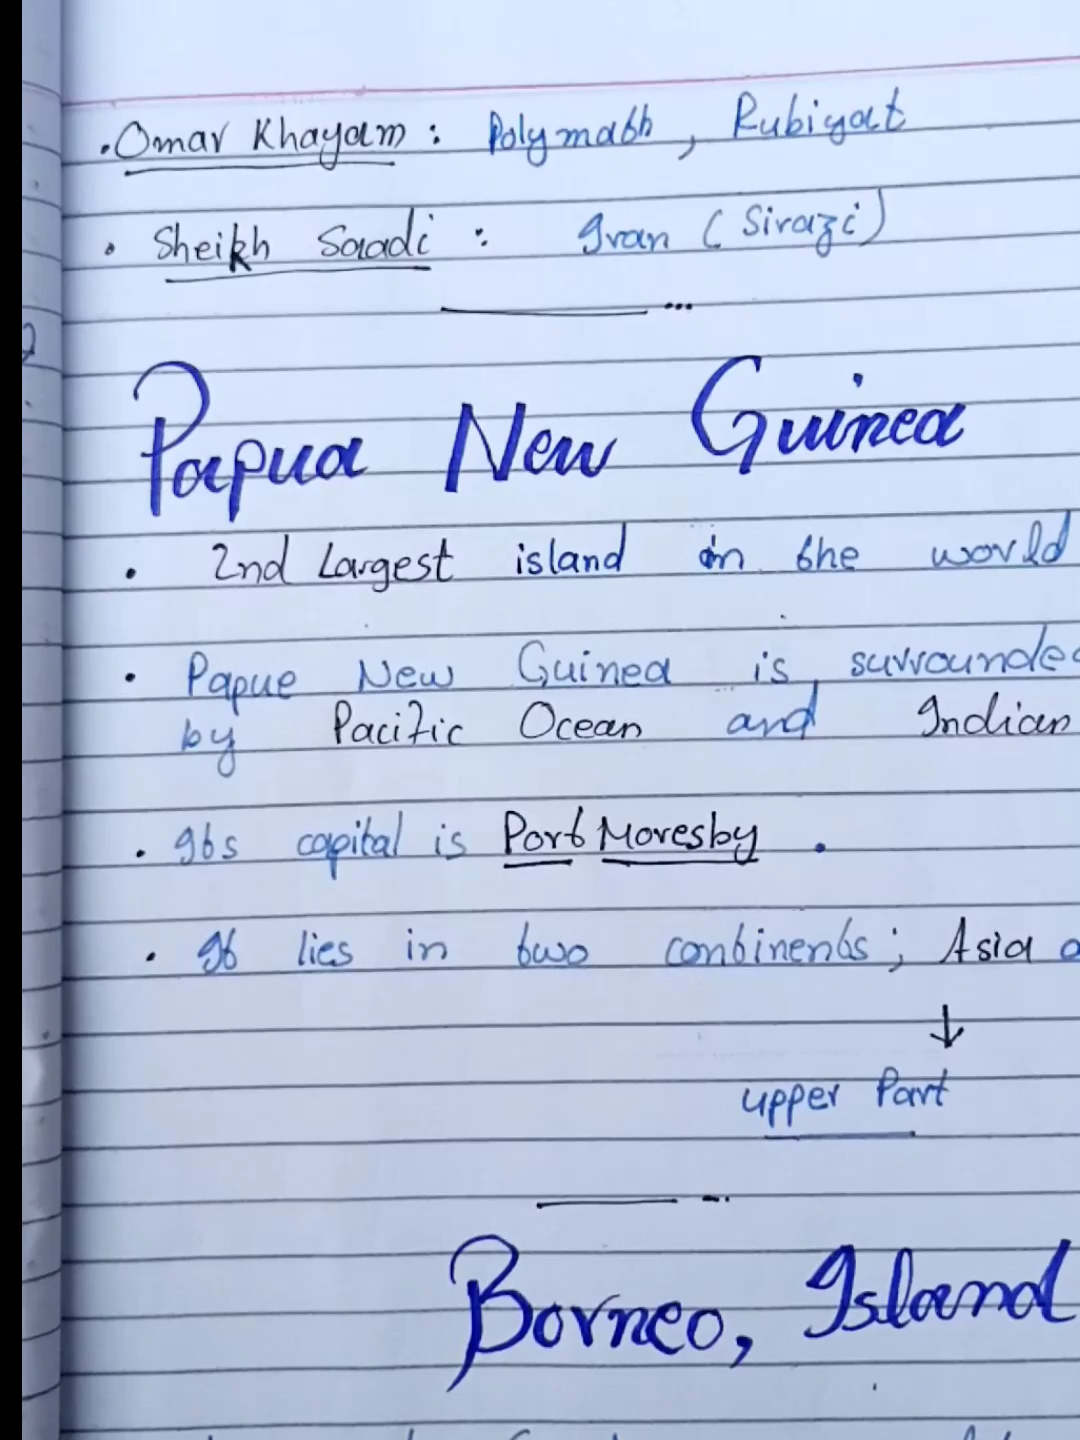 . Omar Khayam : Polymath , Rubiyat
. Sheikh Saadi : Iran ( Sirazi )
Papua New Guinea
. 2nd Largest island in the world
. Papue New Guinea is surrounded
by Pacific Ocean and Indian
. Its capital is Port Moresby .
. It lies in two continents ; Asia
↓
upper Part
Borneo, Island